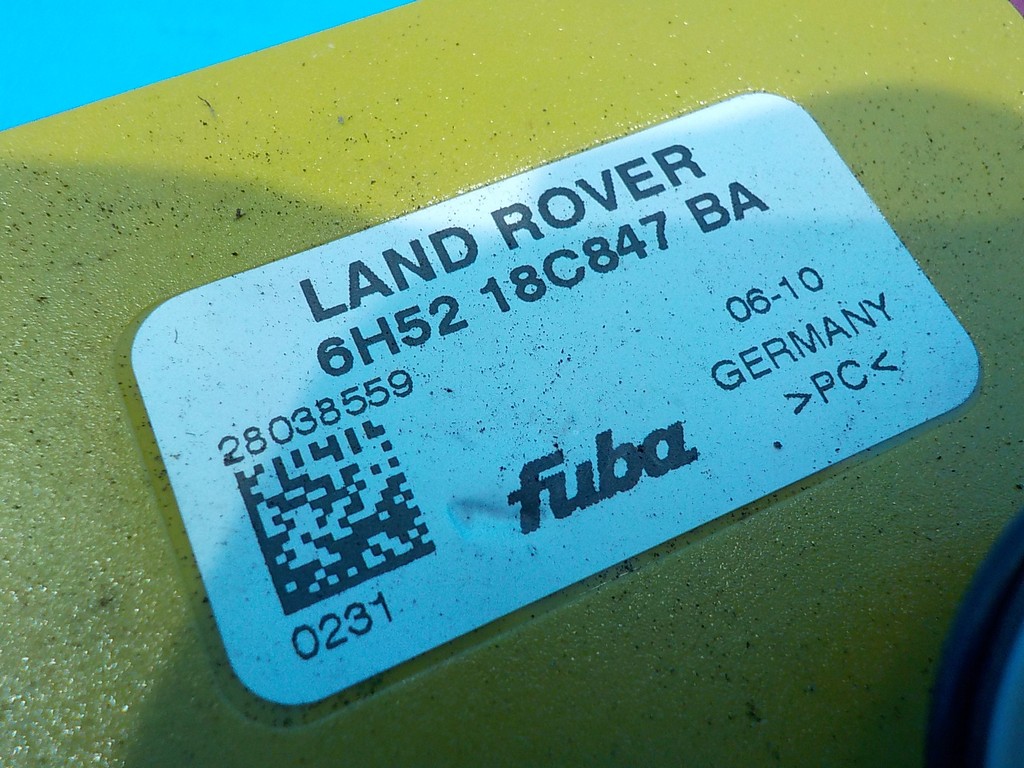 LAND ROVER
6H52 18C847 BA
06-10
28038559
GERMANY
>PC<
fuba
0231